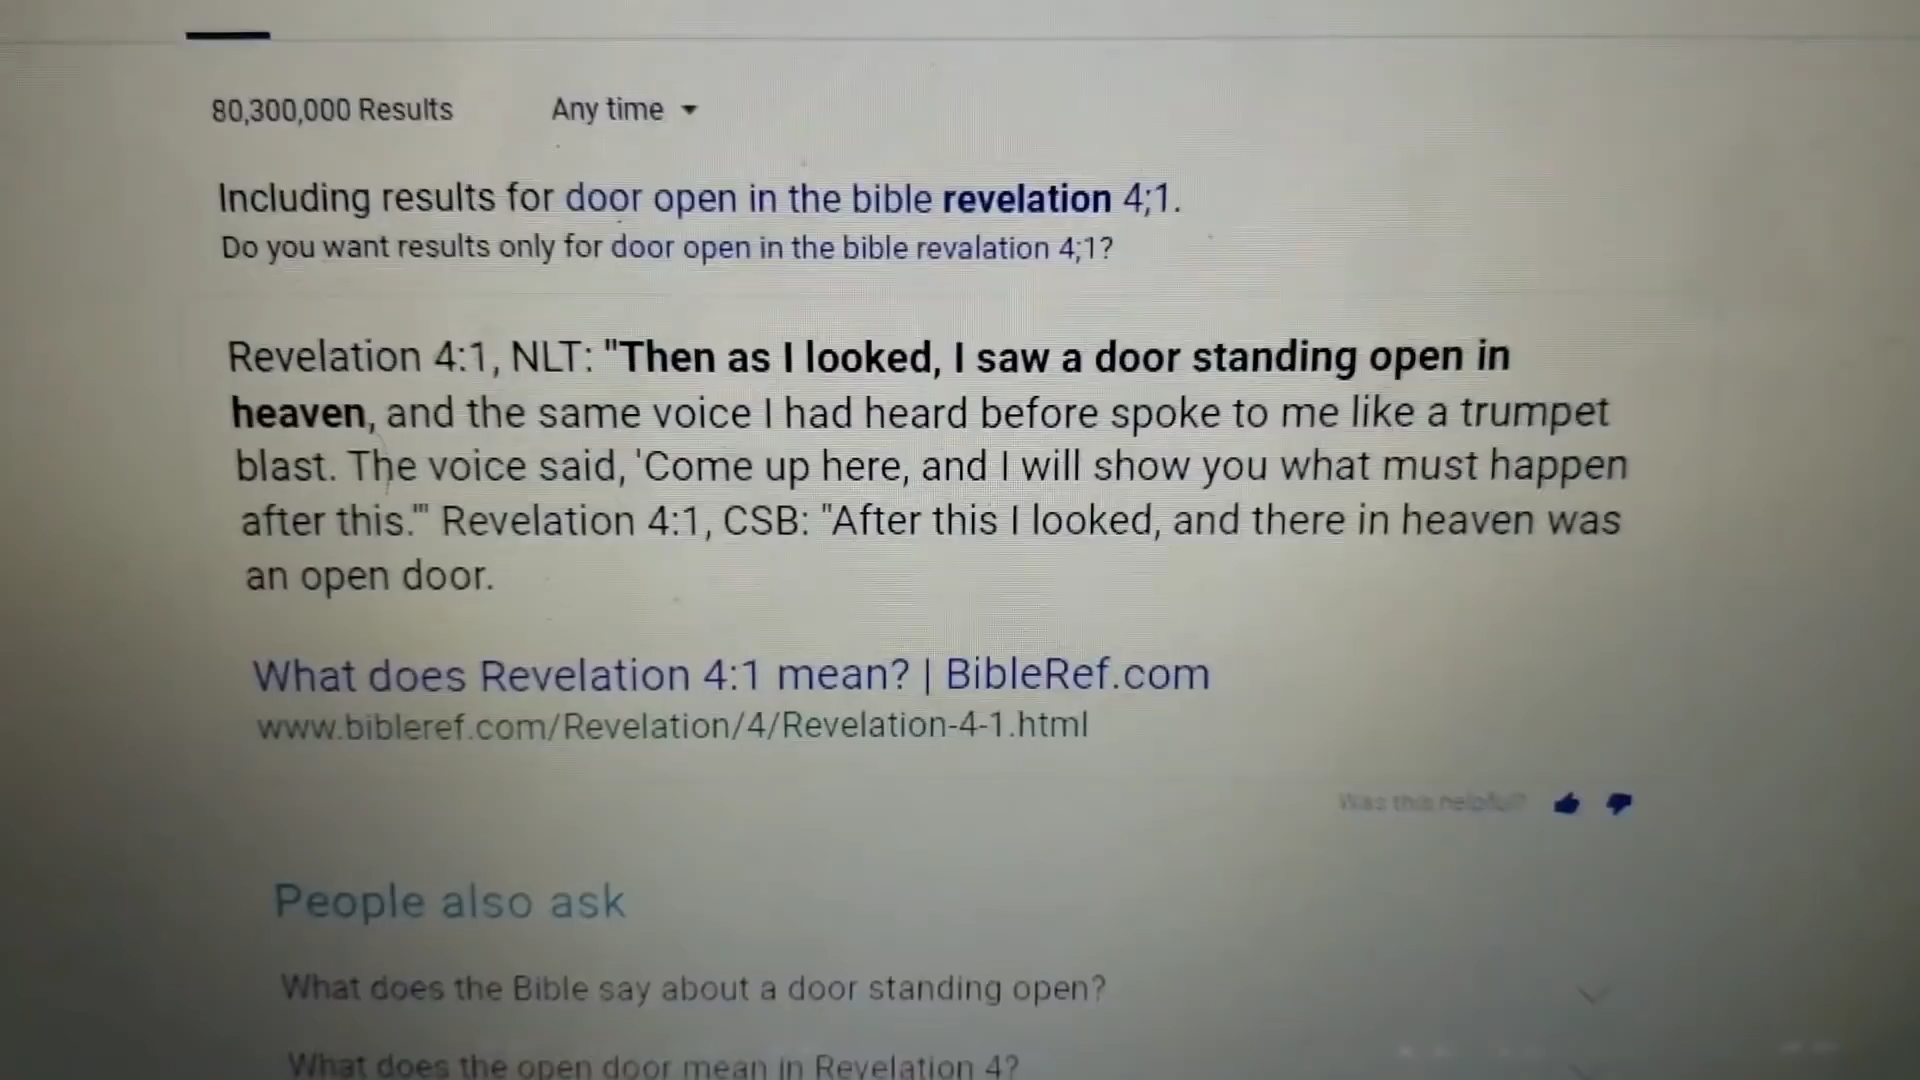 80,300,000 Results Any time
Including results for door open in the bible revelation 4;1.
Do you want results only for door open in the bible revalation 4;1?
Revelation 4:1, NLT: "Then as I looked, I saw a door standing open in
heaven, and the same voice I had heard before spoke to me like a trumpet
blast. The voice said, 'Come up here, and I will show you what must happen
after this.'" Revelation 4:1, CSB: "After this I looked, and there in heaven was
an open door.
What does Revelation 4:1 mean? | BibleRef.com
www.bibleref.com/Revelation/4/Revelation-4-1.html
Was this helpful?
People also ask
What does the Bible say about a door standing open?
What does the open door mean in Revelation 4?